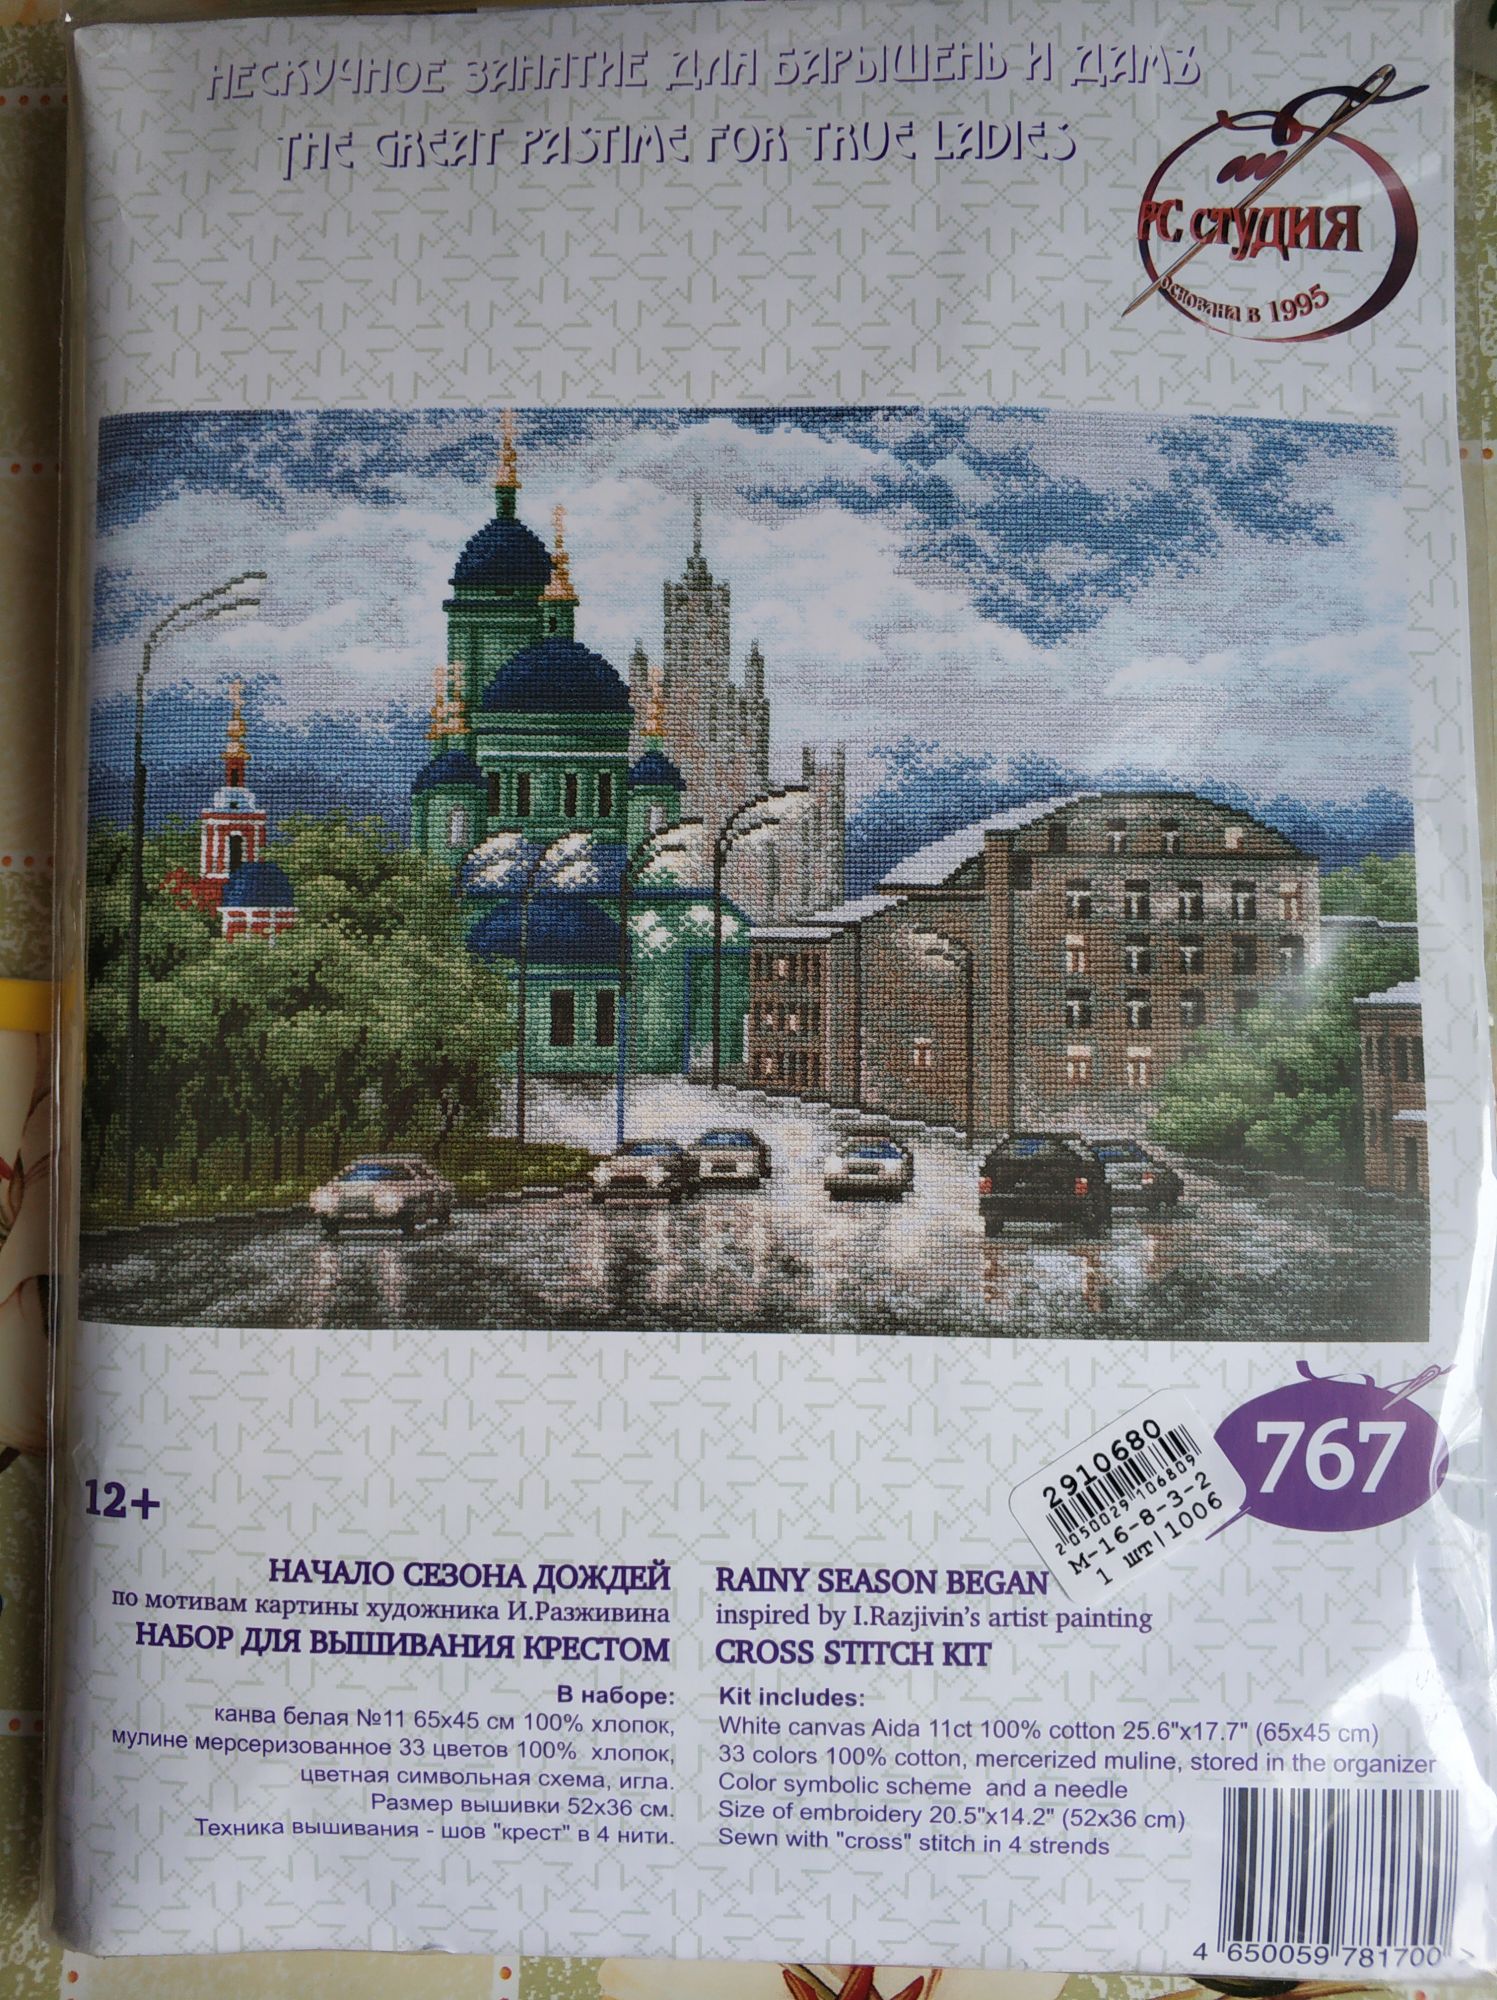 НЕСКУЧНОЕ ЗАНЯТИЕ ДЛЯ БАРЫШЕНЬ И ДАМЪ
THE GREAT PASTIME FOR TRUE LADIES
РС СТУДИЯ
основана в 1995
767
2910680
2050029106809
М-16-8-3-2
1 шт|1006
12+
НАЧАЛО СЕЗОНА ДОЖДЕЙ
по мотивам картины художника И.Разживина
НАБОР ДЛЯ ВЫШИВАНИЯ КРЕСТОМ
В наборе:
канва белая №11 65x45 см 100% хлопок,
мулине мерсеризованное 33 цветов 100% хлопок,
цветная символьная схема, игла.
Размер вышивки 52x36 см.
Техника вышивания - шов "крест" в 4 нити.
RAINY SEASON BEGAN
inspired by I.Razjivin's artist painting
CROSS STITCH KIT
Kit includes:
White canvas Aida 11ct 100% cotton 25.6"x17.7" (65x45 cm)
33 colors 100% cotton, mercerized muline, stored in the organizer
Color symbolic scheme and a needle
Size of embroidery 20.5"x14.2" (52x36 cm)
Sewn with "cross" stitch in 4 strends
4 650059 781700 >